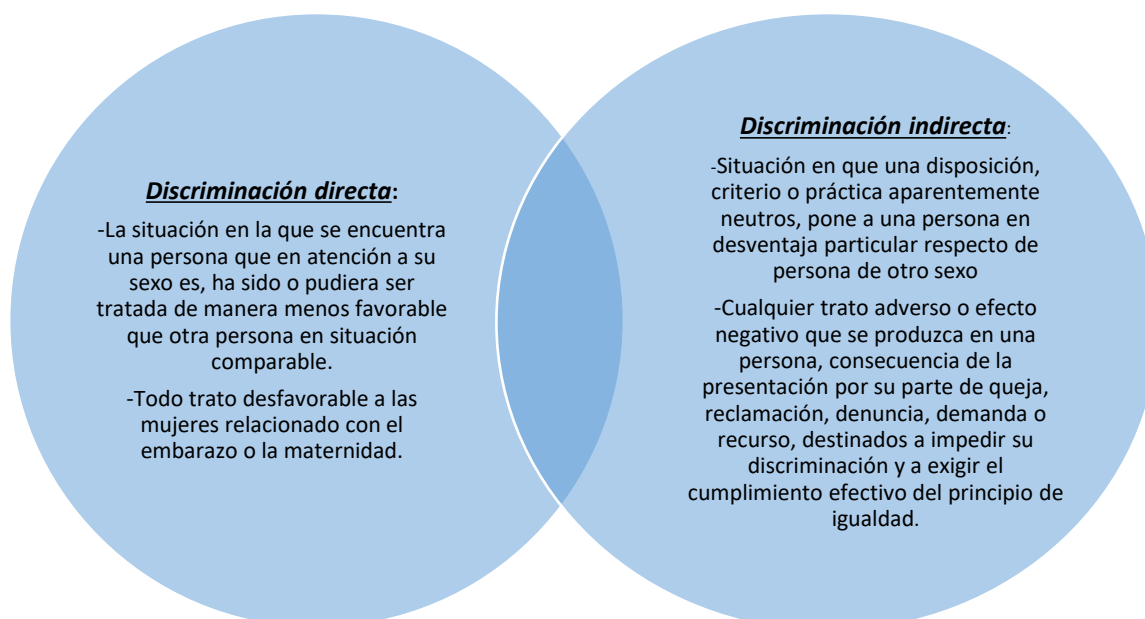 Discriminación directa:
-La situación en la que se encuentra
una persona que en atención a su
sexo es, ha sido o pudiera ser
tratada de manera menos favorable
que otra persona en situación
comparable.
-Todo trato desfavorable a las
mujeres relacionado con el
embarazo o la maternidad.
Discriminación indirecta:
-Situación en que una disposición,
criterio o práctica aparentemente
neutros, pone a una persona en
desventaja particular respecto de
persona de otro sexo
-Cualquier trato adverso o efecto
negativo que se produzca en una
persona, consecuencia de la
presentación por su parte de queja,
reclamación, denuncia, demanda o
recurso, destinados a impedir su
discriminación y a exigir el
cumplimiento efectivo del principio de
igualdad.